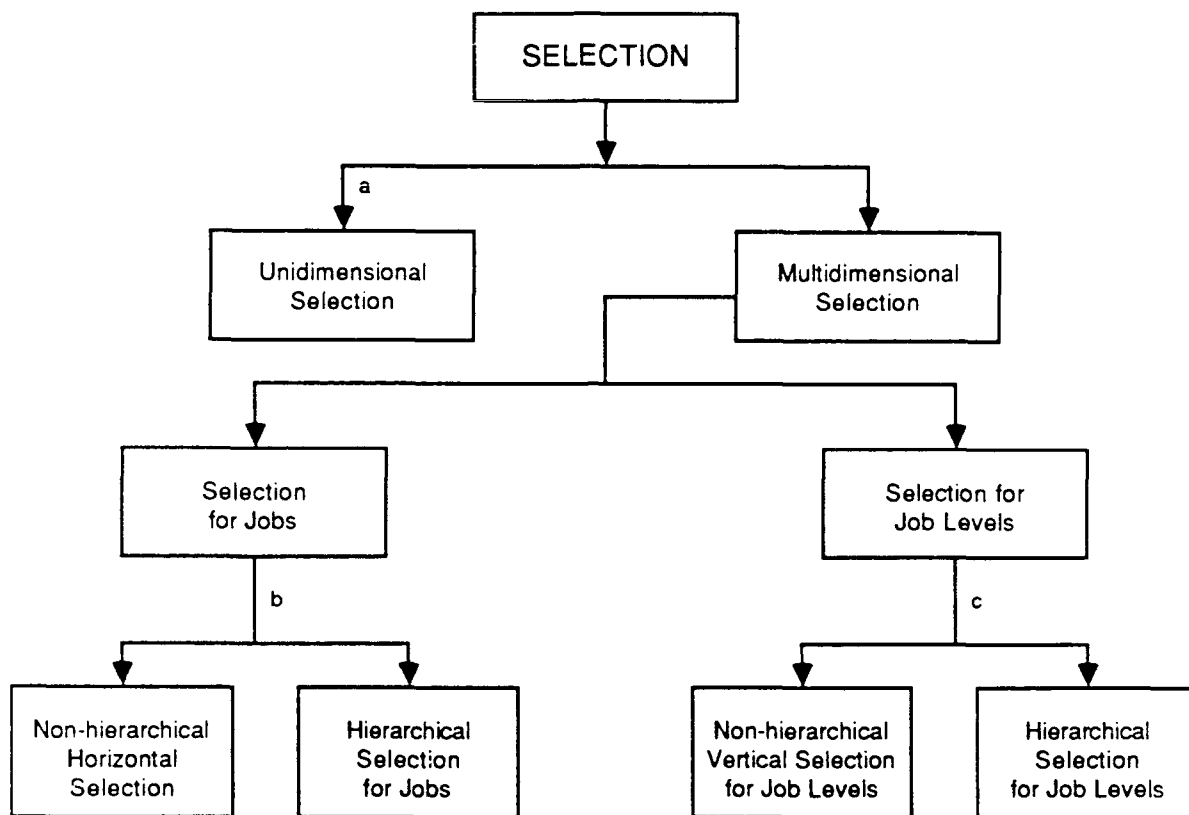 SELECTION
a
Unidimensional
Selection
Multidimensional
Selection
Selection
for Jobs
Selection for
Job Levels
b
c
Non-hierarchical
Horizontal
Selection
Hierarchical
Selection
for Jobs
Non-hierarchical
Vertical Selection
for Job Levels
Hierarchical
Selection
for Job Levels